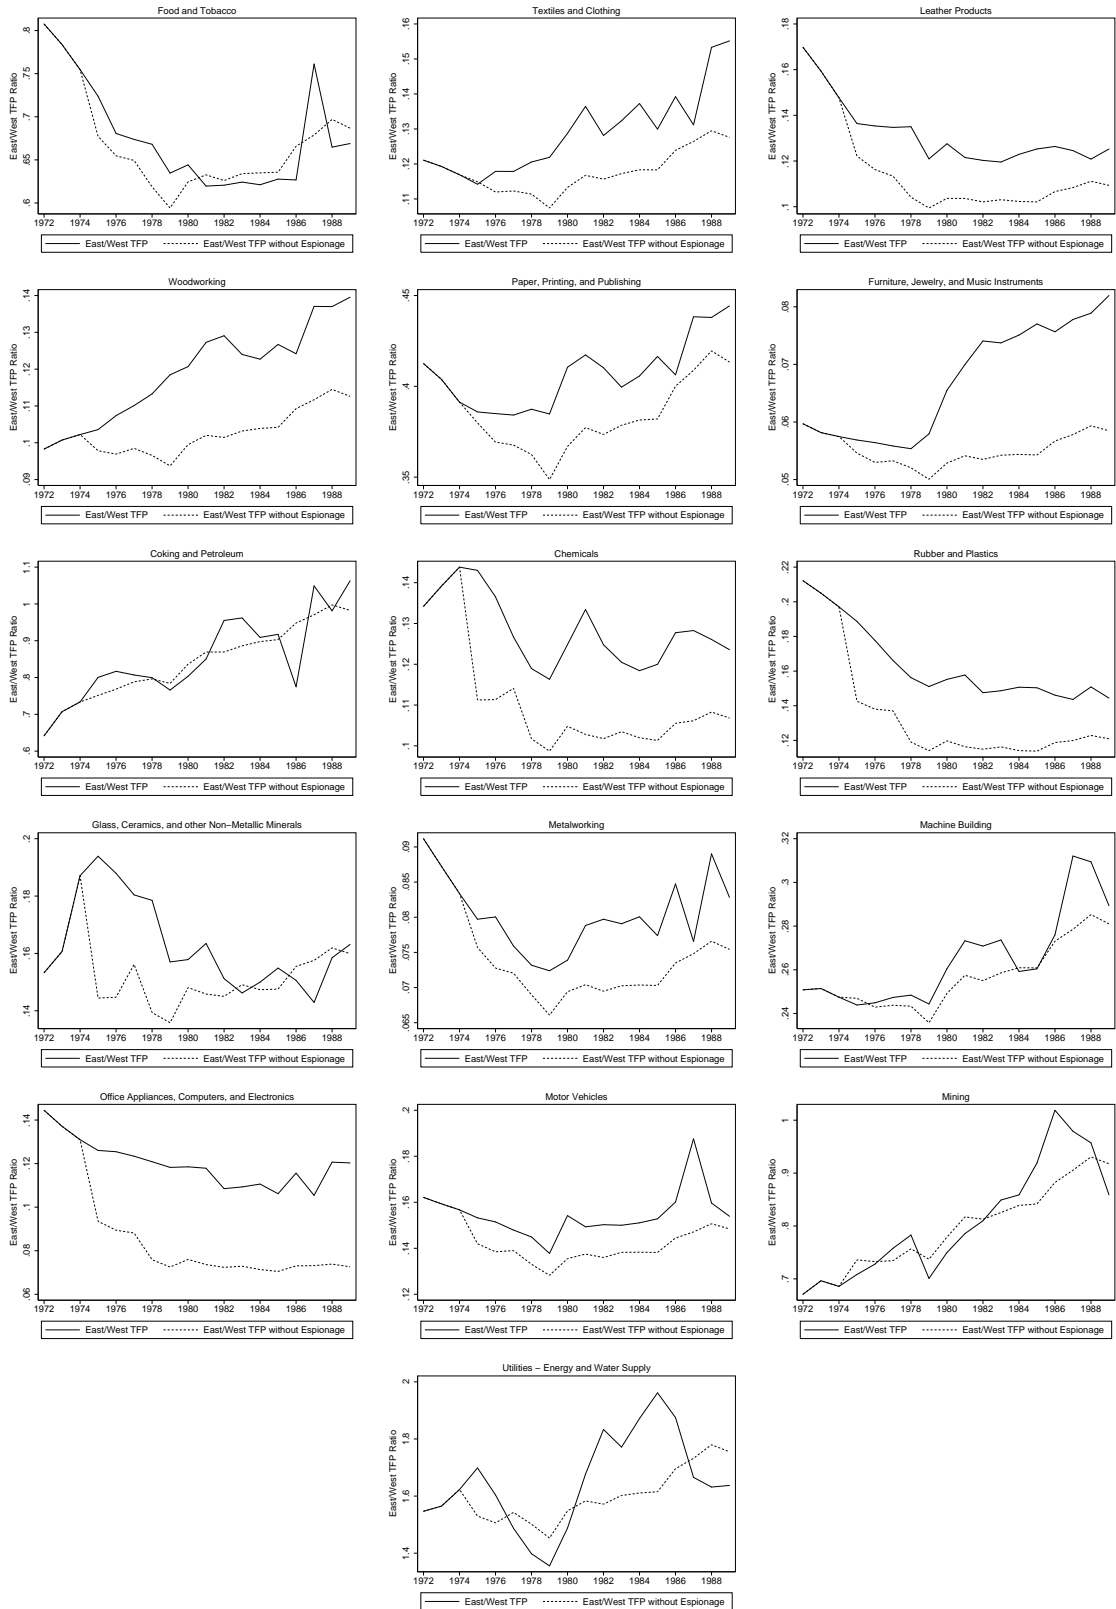 Food and Tobacco
East/West TFP Ratio
.8
.75
.7
.65
.6
1972 1974 1976 1978 1980 1982 1984 1986 1988
East/West TFP East/West TFP without Espionage
Textiles and Clothing
East/West TFP Ratio
.16
.15
.14
.13
.12
.11
1972 1974 1976 1978 1980 1982 1984 1986 1988
East/West TFP East/West TFP without Espionage
Leather Products
East/West TFP Ratio
.18
.16
.14
.12
.1
1972 1974 1976 1978 1980 1982 1984 1986 1988
East/West TFP East/West TFP without Espionage
Woodworking
East/West TFP Ratio
.14
.13
.12
.11
.1
.09
1972 1974 1976 1978 1980 1982 1984 1986 1988
East/West TFP East/West TFP without Espionage
Paper, Printing, and Publishing
East/West TFP Ratio
.45
.4
.35
1972 1974 1976 1978 1980 1982 1984 1986 1988
East/West TFP East/West TFP without Espionage
Furniture, Jewelry, and Music Instruments
East/West TFP Ratio
.08
.07
.06
.05
1972 1974 1976 1978 1980 1982 1984 1986 1988
East/West TFP East/West TFP without Espionage
Coking and Petroleum
East/West TFP Ratio
1.1
1
.9
.8
.7
.6
1972 1974 1976 1978 1980 1982 1984 1986 1988
East/West TFP East/West TFP without Espionage
Chemicals
East/West TFP Ratio
.14
.13
.12
.11
.1
1972 1974 1976 1978 1980 1982 1984 1986 1988
East/West TFP East/West TFP without Espionage
Rubber and Plastics
East/West TFP Ratio
.22
.2
.18
.16
.14
.12
1972 1974 1976 1978 1980 1982 1984 1986 1988
East/West TFP East/West TFP without Espionage
Glass, Ceramics, and other Non−Metallic Minerals
East/West TFP Ratio
.2
.18
.16
.14
1972 1974 1976 1978 1980 1982 1984 1986 1988
East/West TFP East/West TFP without Espionage
Metalworking
East/West TFP Ratio
.09
.085
.08
.075
.07
.065
1972 1974 1976 1978 1980 1982 1984 1986 1988
East/West TFP East/West TFP without Espionage
Machine Building
East/West TFP Ratio
.32
.3
.28
.26
.24
1972 1974 1976 1978 1980 1982 1984 1986 1988
East/West TFP East/West TFP without Espionage
Office Appliances, Computers, and Electronics
East/West TFP Ratio
.14
.12
.1
.08
.06
1972 1974 1976 1978 1980 1982 1984 1986 1988
East/West TFP East/West TFP without Espionage
Motor Vehicles
East/West TFP Ratio
.2
.18
.16
.14
.12
1972 1974 1976 1978 1980 1982 1984 1986 1988
East/West TFP East/West TFP without Espionage
Mining
East/West TFP Ratio
1
.9
.8
.7
1972 1974 1976 1978 1980 1982 1984 1986 1988
East/West TFP East/West TFP without Espionage
Utilities − Energy and Water Supply
East/West TFP Ratio
2
1.8
1.6
1.4
1972 1974 1976 1978 1980 1982 1984 1986 1988
East/West TFP East/West TFP without Espionage